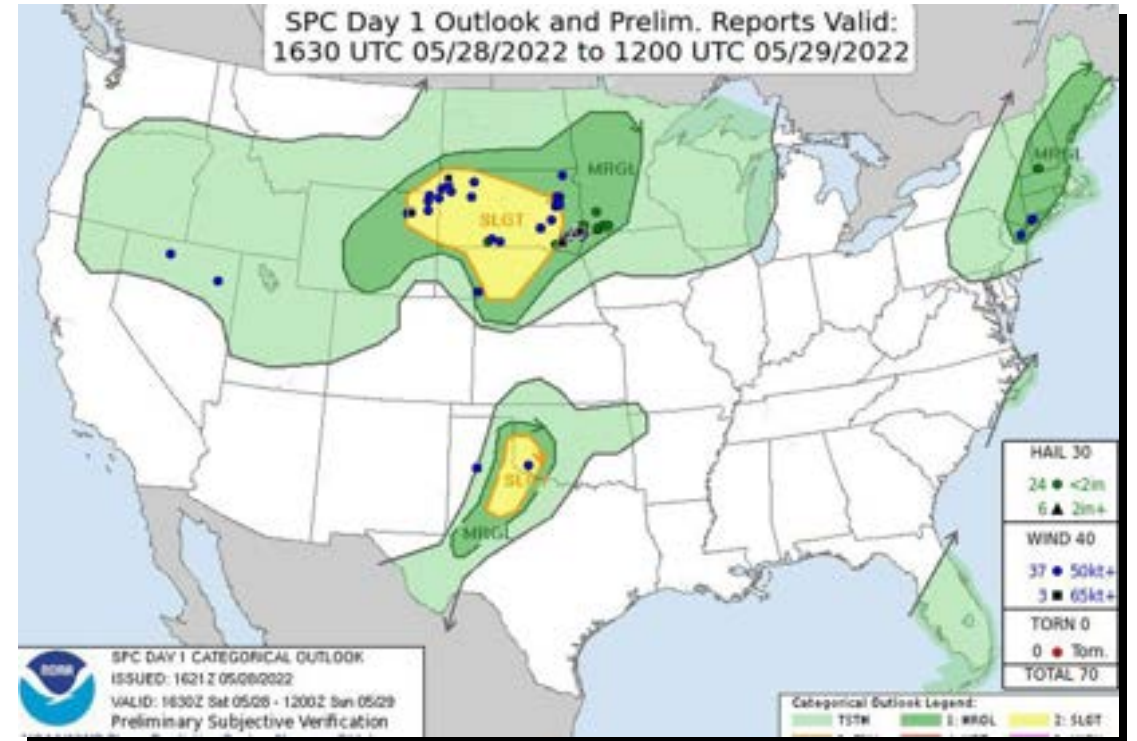 SPC Day 1 Outlook and Prelim. Reports Valid:
1630 UTC 05/28/2022 to 1200 UTC 05/29/2022
MRGL
MRGL
SLGT
HAIL 30
24 <2in
6 2in+
WIND 40
37 50kt+
3 65kt+
TORN 0
0 Torn.
TOTAL 70
MRGL
NOAA
SPC DAY 1 CATEGORICAL OUTLOOK
ISSUED: 1621Z 05/28/2022
VALID: 1630Z Sat 05/28 - 1200Z Sun 05/29
Preliminary Subjective Verification
Categorical Outlook Legend:
TSTM 1: MRGL 2: SLGT